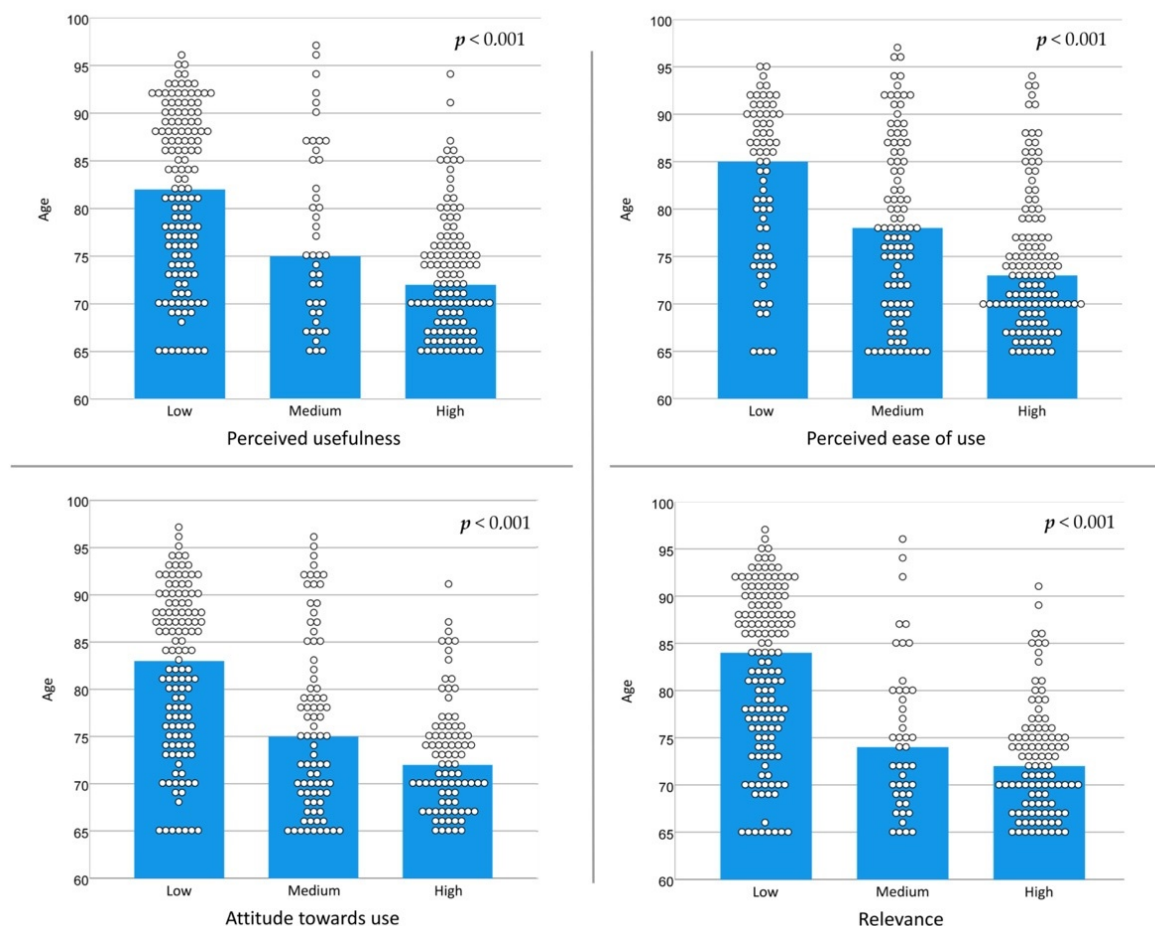 100
p < 0.001
95
90
85
80
75
70
65
60
Age
Low Medium High
Perceived usefulness
100
p < 0.001
95
90
85
80
75
70
65
60
Age
Low Medium High
Perceived ease of use
100
p < 0.001
95
90
85
80
75
70
65
60
Age
Low Medium High
Attitude towards use
100
p < 0.001
95
90
85
80
75
70
65
60
Age
Low Medium High
Relevance